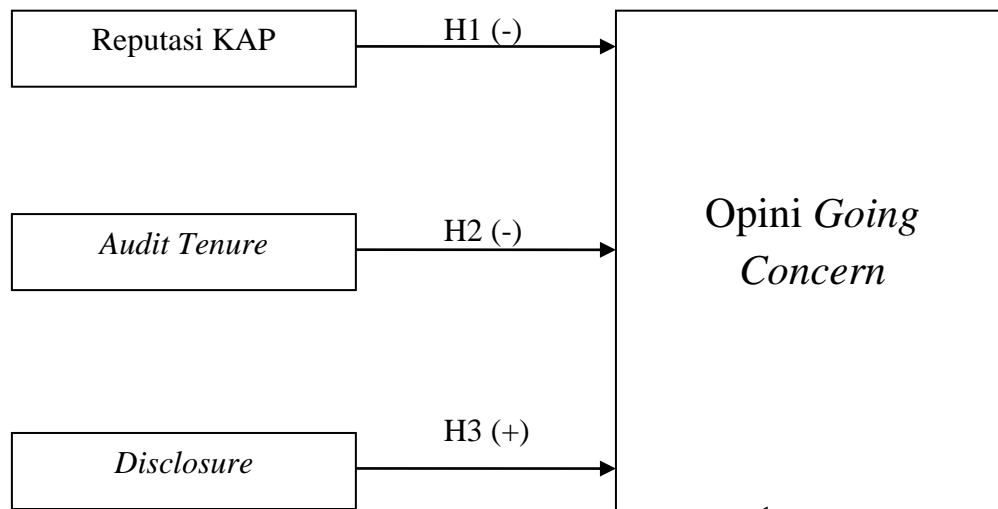 Reputasi KAP
H1 (-)
Audit Tenure
H2 (-)
Opini Going
Concern
Disclosure
H3 (+)